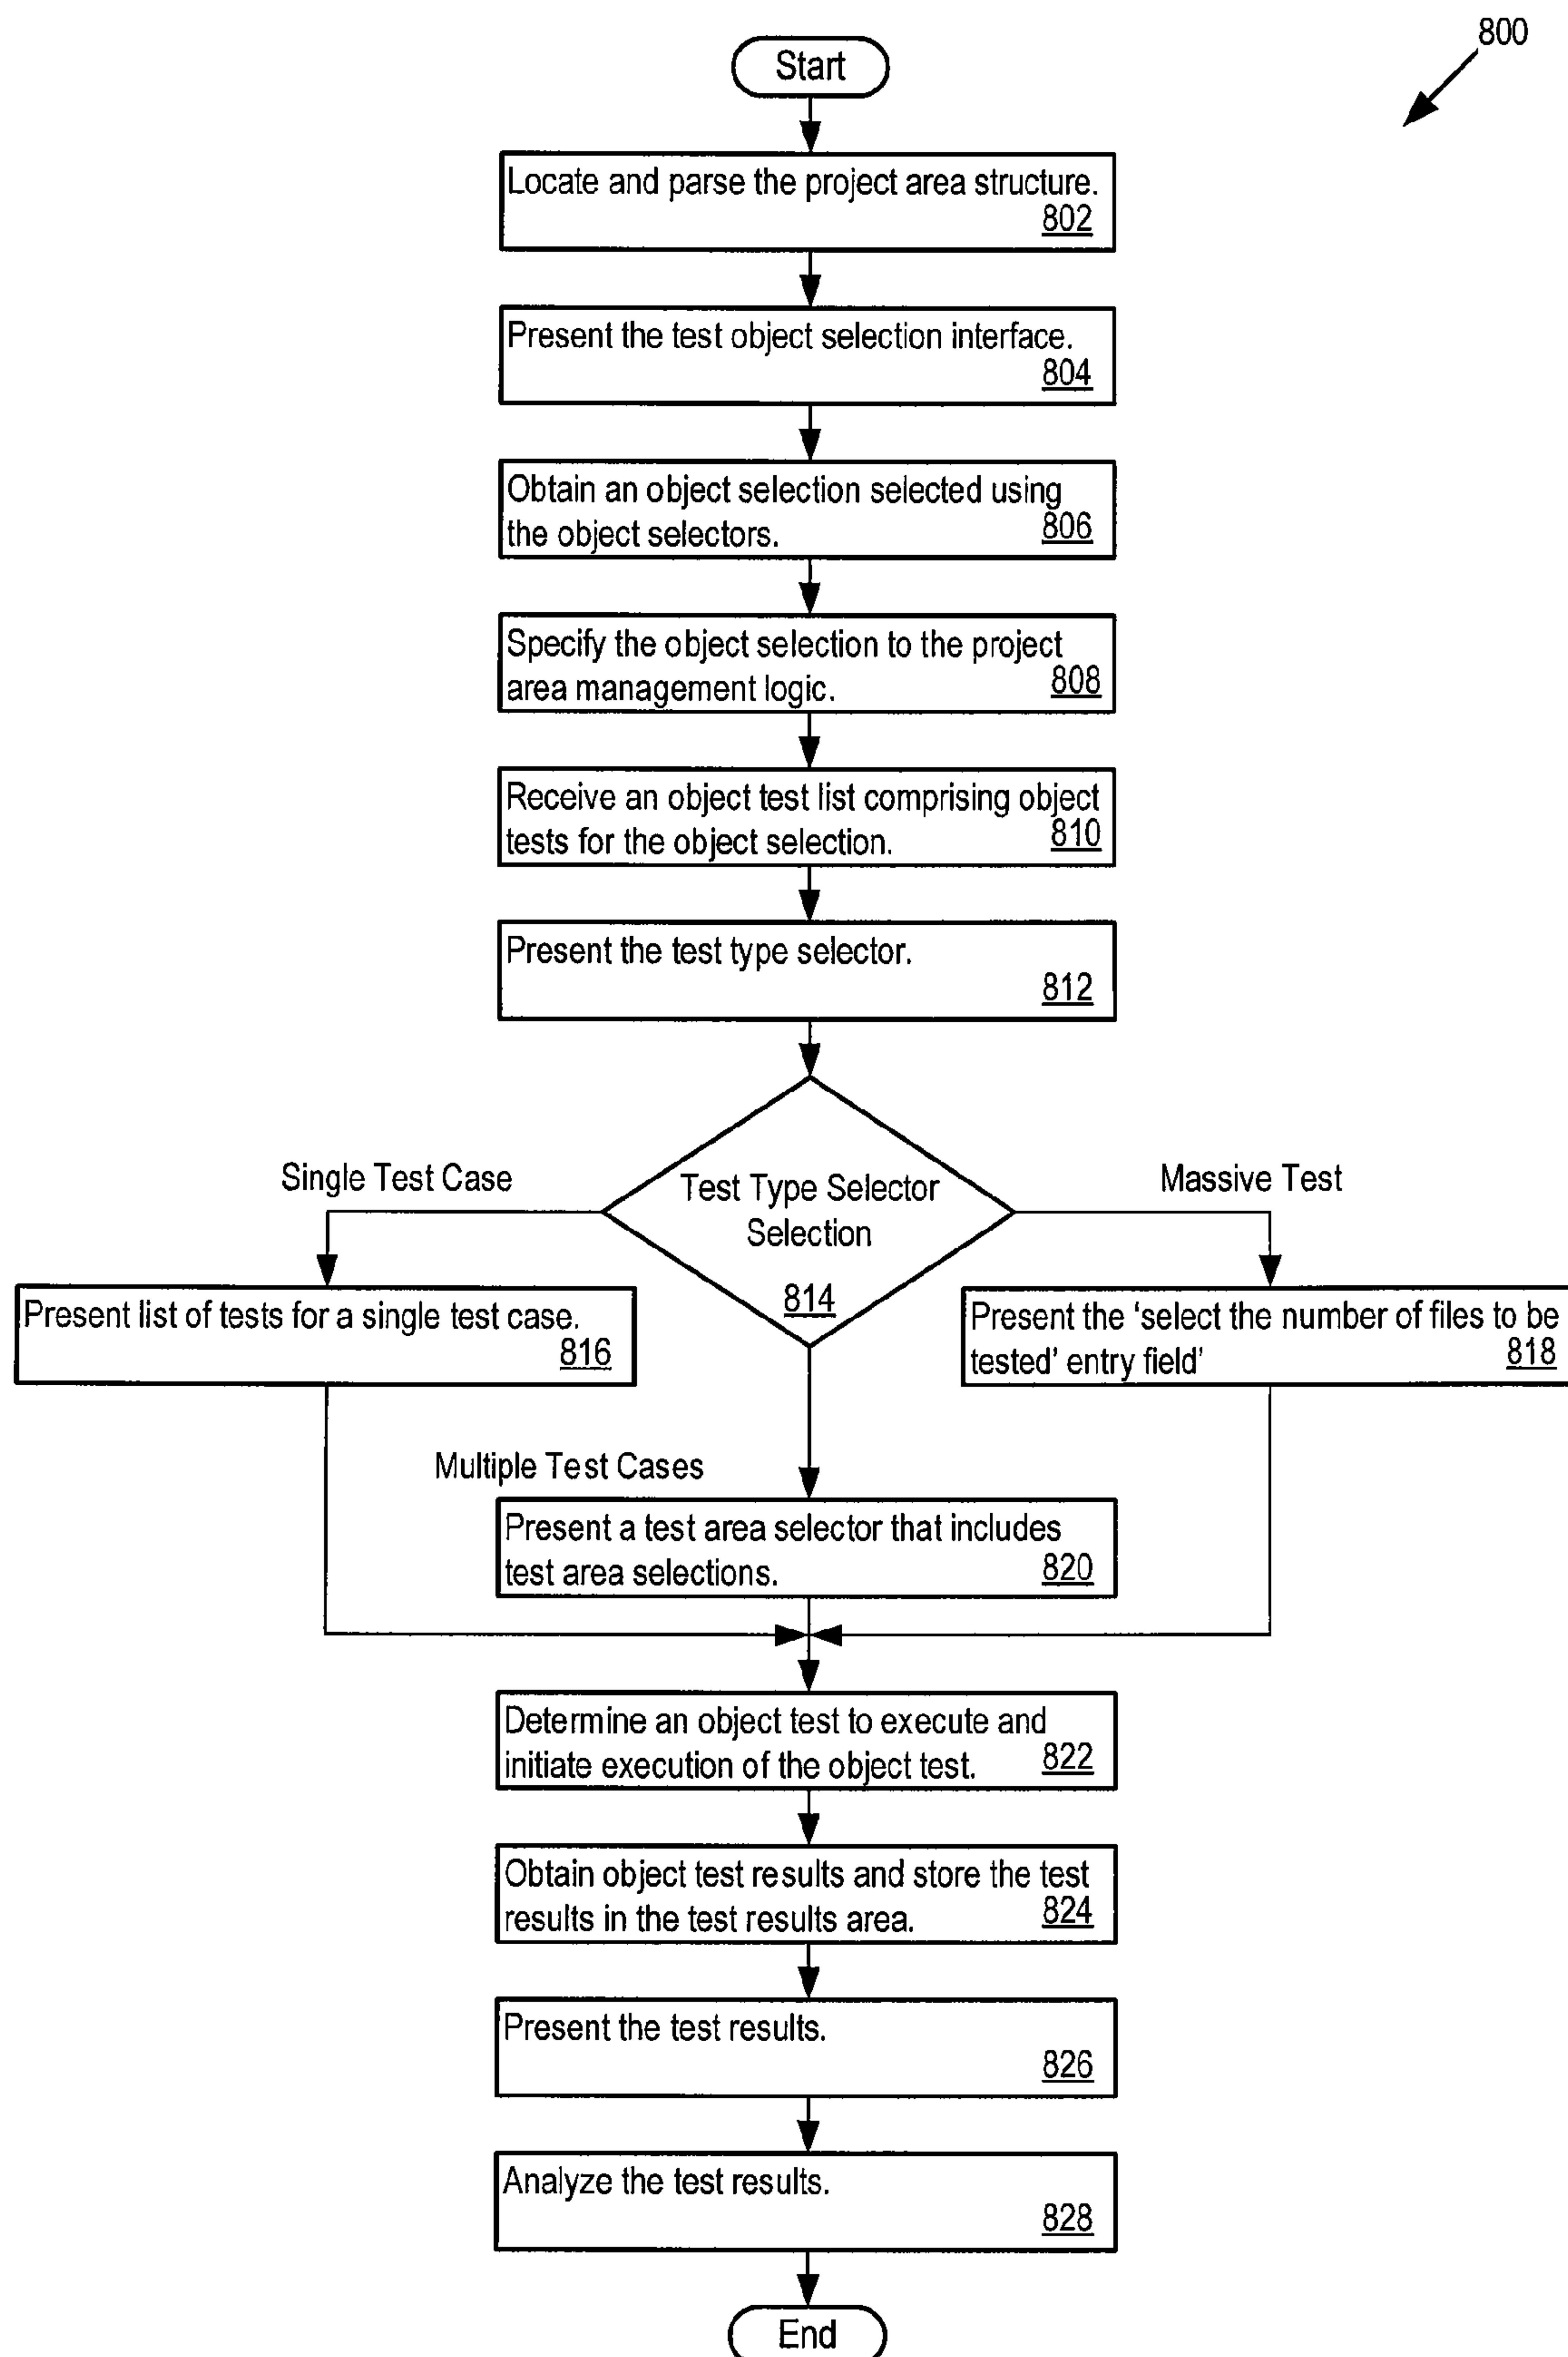 800
Start
Locate and parse the project area structure.
802
Present the test object selection interface.
804
Obtain an object selection selected using
the object selectors.
806
Specify the object selection to the project
area management logic.
808
Receive an object test list comprising object
tests for the object selection.
810
Present the test type selector.
812
Single Test Case
Test Type Selector
Selection
814
Massive Test
Present list of tests for a single test case.
816
Present the ‘select the number of files to be
tested’ entry field’
818
Multiple Test Cases
Present a test area selector that includes
test area selections.
820
Determine an object test to execute and
initiate execution of the object test.
822
Obtain object test results and store the test
results in the test results area.
824
Present the test results.
826
Analyze the test results.
828
End